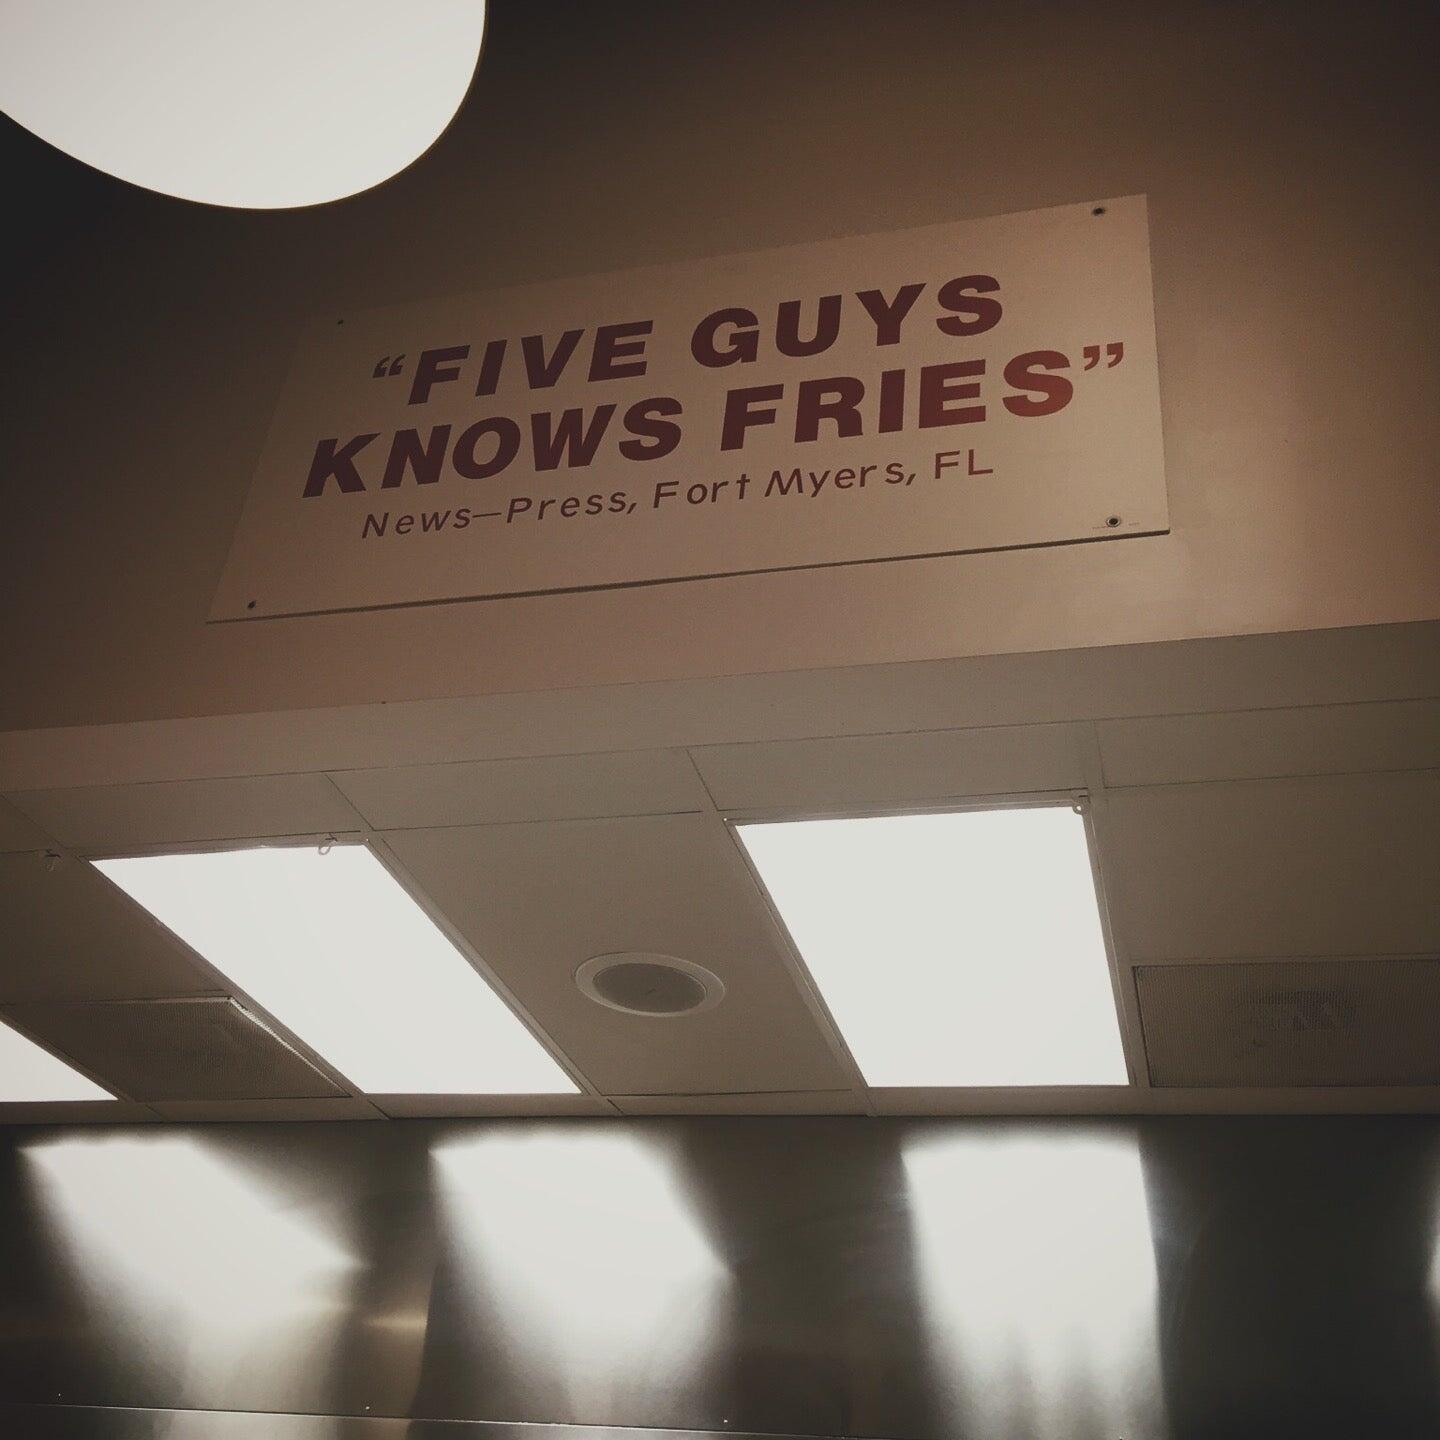 “FIVE GUYS
KNOWS FRIES”
News—Press, Fort Myers, FL